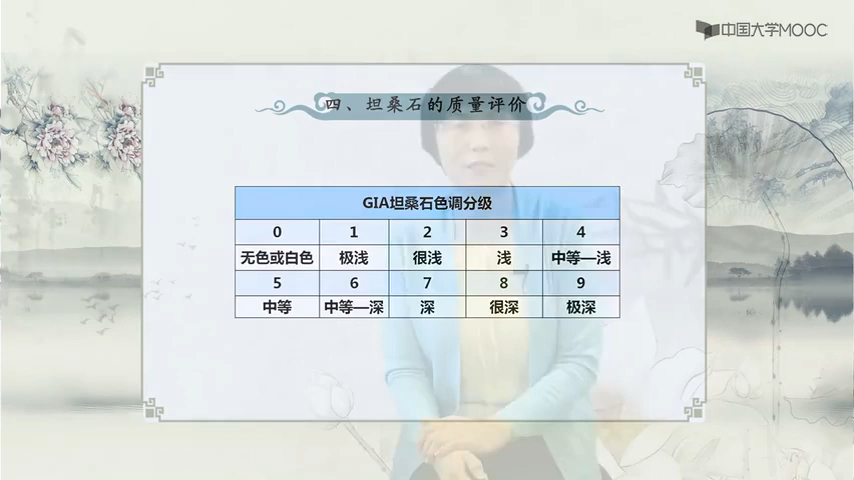 中国大学MOOC
四、坦桑石的质量评价
GIA坦桑石色调分级
0 1 2 3 4
无色或白色 极浅 很浅 浅 中等—浅
5 6 7 8 9
中等 中等—深 深 很深 极深